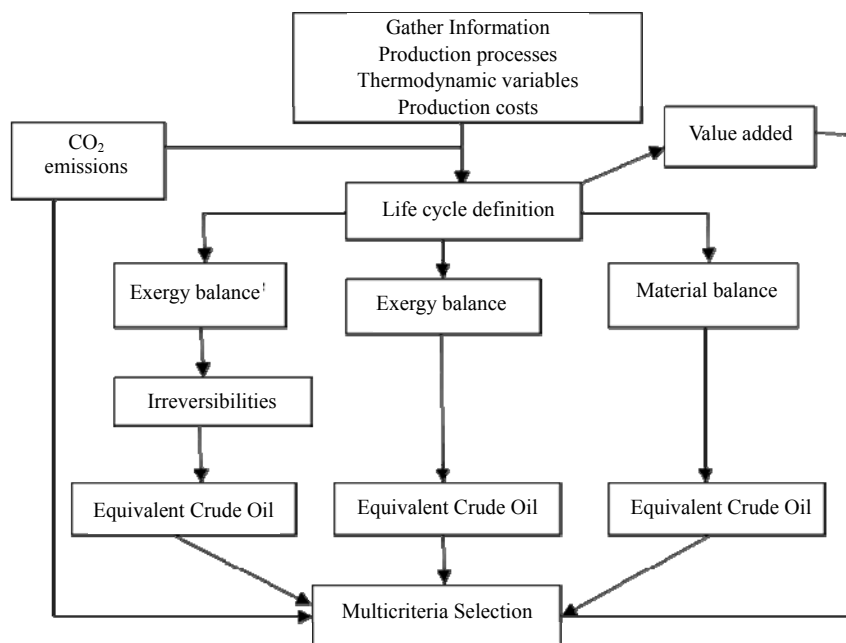 Gather Information
Production processes
Thermodynamic variables
Production costs
CO₂
emissions
Value added
Life cycle definition
Exergy balance¹
Exergy balance
Material balance
Irreversibilities
Equivalent Crude Oil
Equivalent Crude Oil
Equivalent Crude Oil
Multicriteria Selection